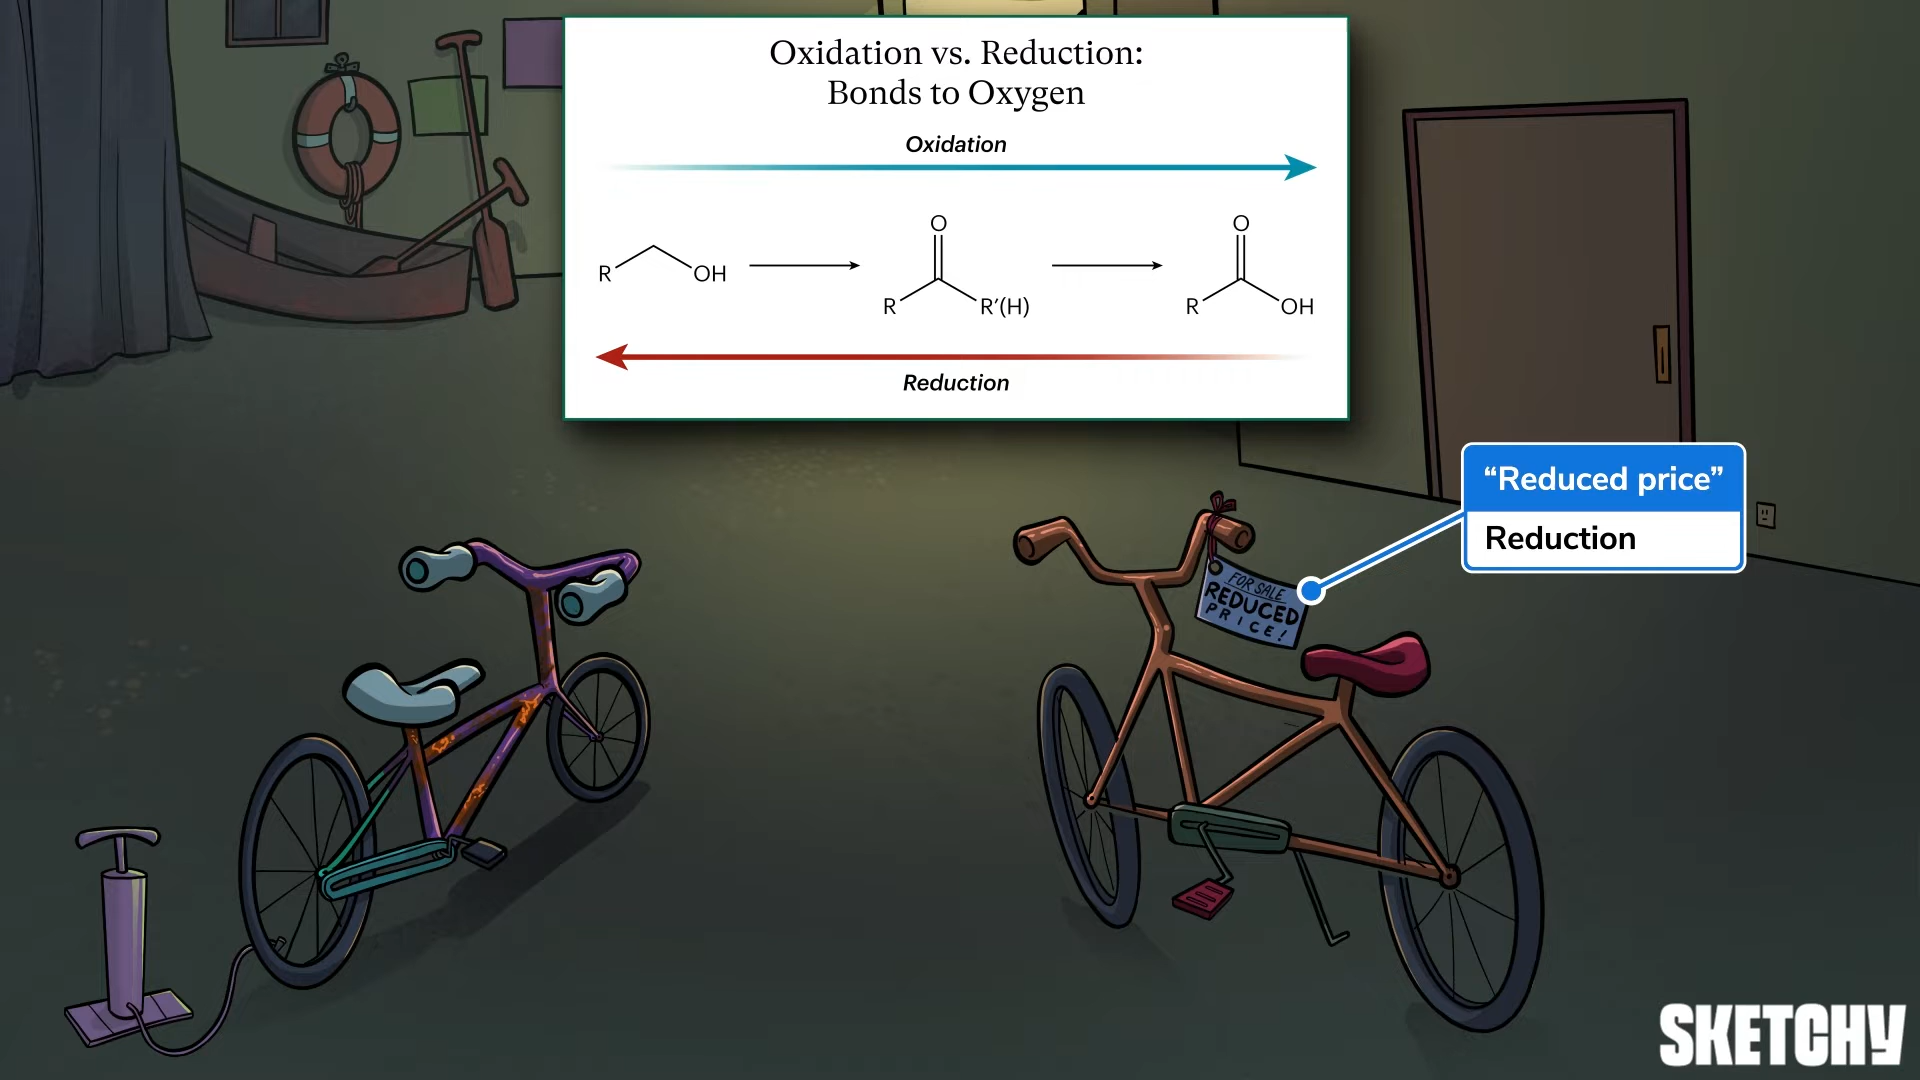 Oxidation vs. Reduction:
Bonds to Oxygen
Oxidation
R OH
O
R R′(H)
O
R OH
Reduction
“Reduced price”
Reduction
FOR SALE
REDUCED
PRICE!
SKETCHY